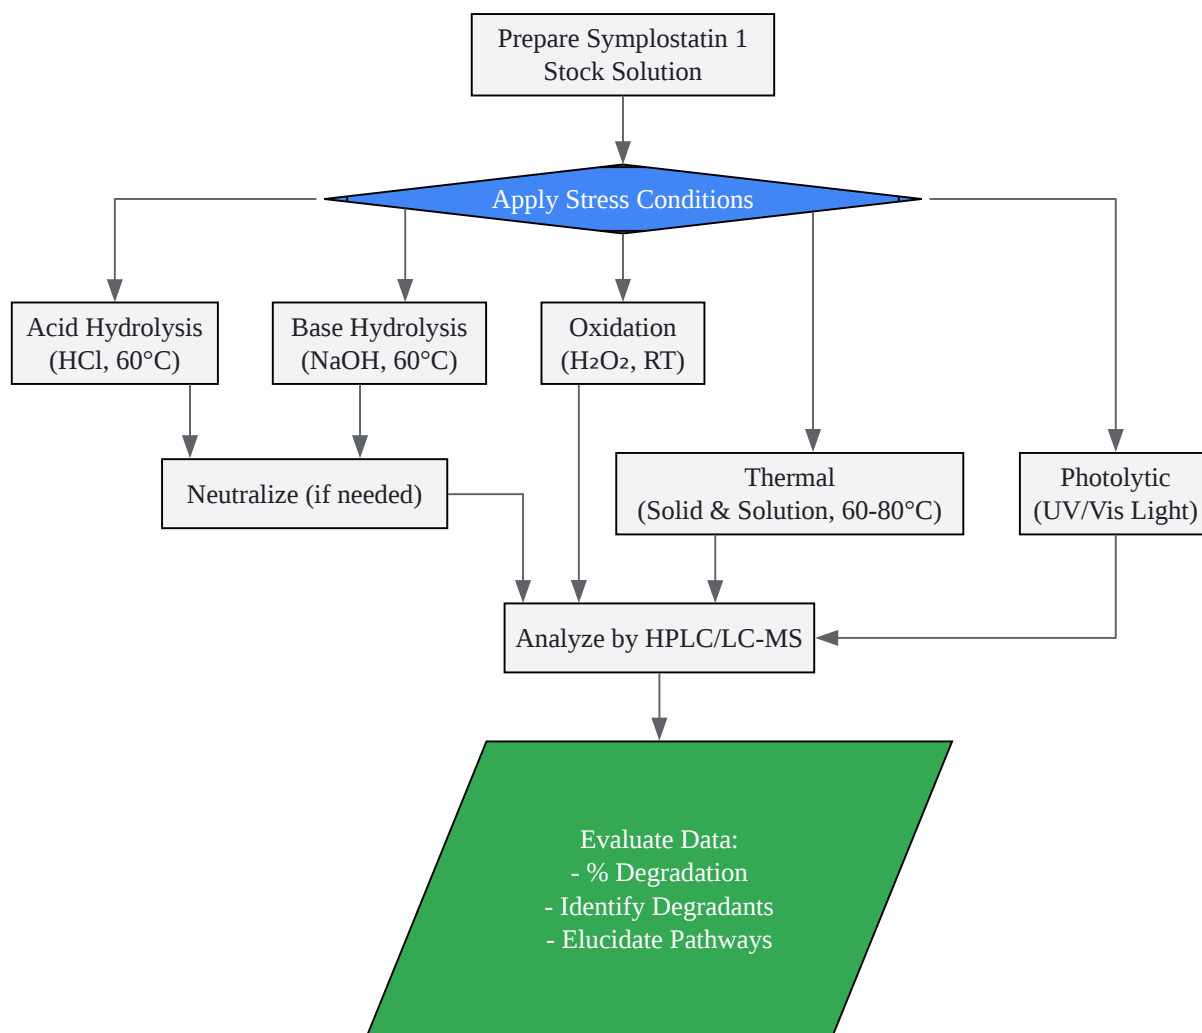 Prepare Symplostatin 1
Stock Solution
Apply Stress Conditions
Acid Hydrolysis
(HCl, 60°C)
Base Hydrolysis
(NaOH, 60°C)
Oxidation
(H₂O₂, RT)
Neutralize (if needed)
Thermal
(Solid & Solution, 60-80°C)
Photolytic
(UV/Vis Light)
Analyze by HPLC/LC-MS
Evaluate Data:
- % Degradation
- Identify Degradants
- Elucidate Pathways